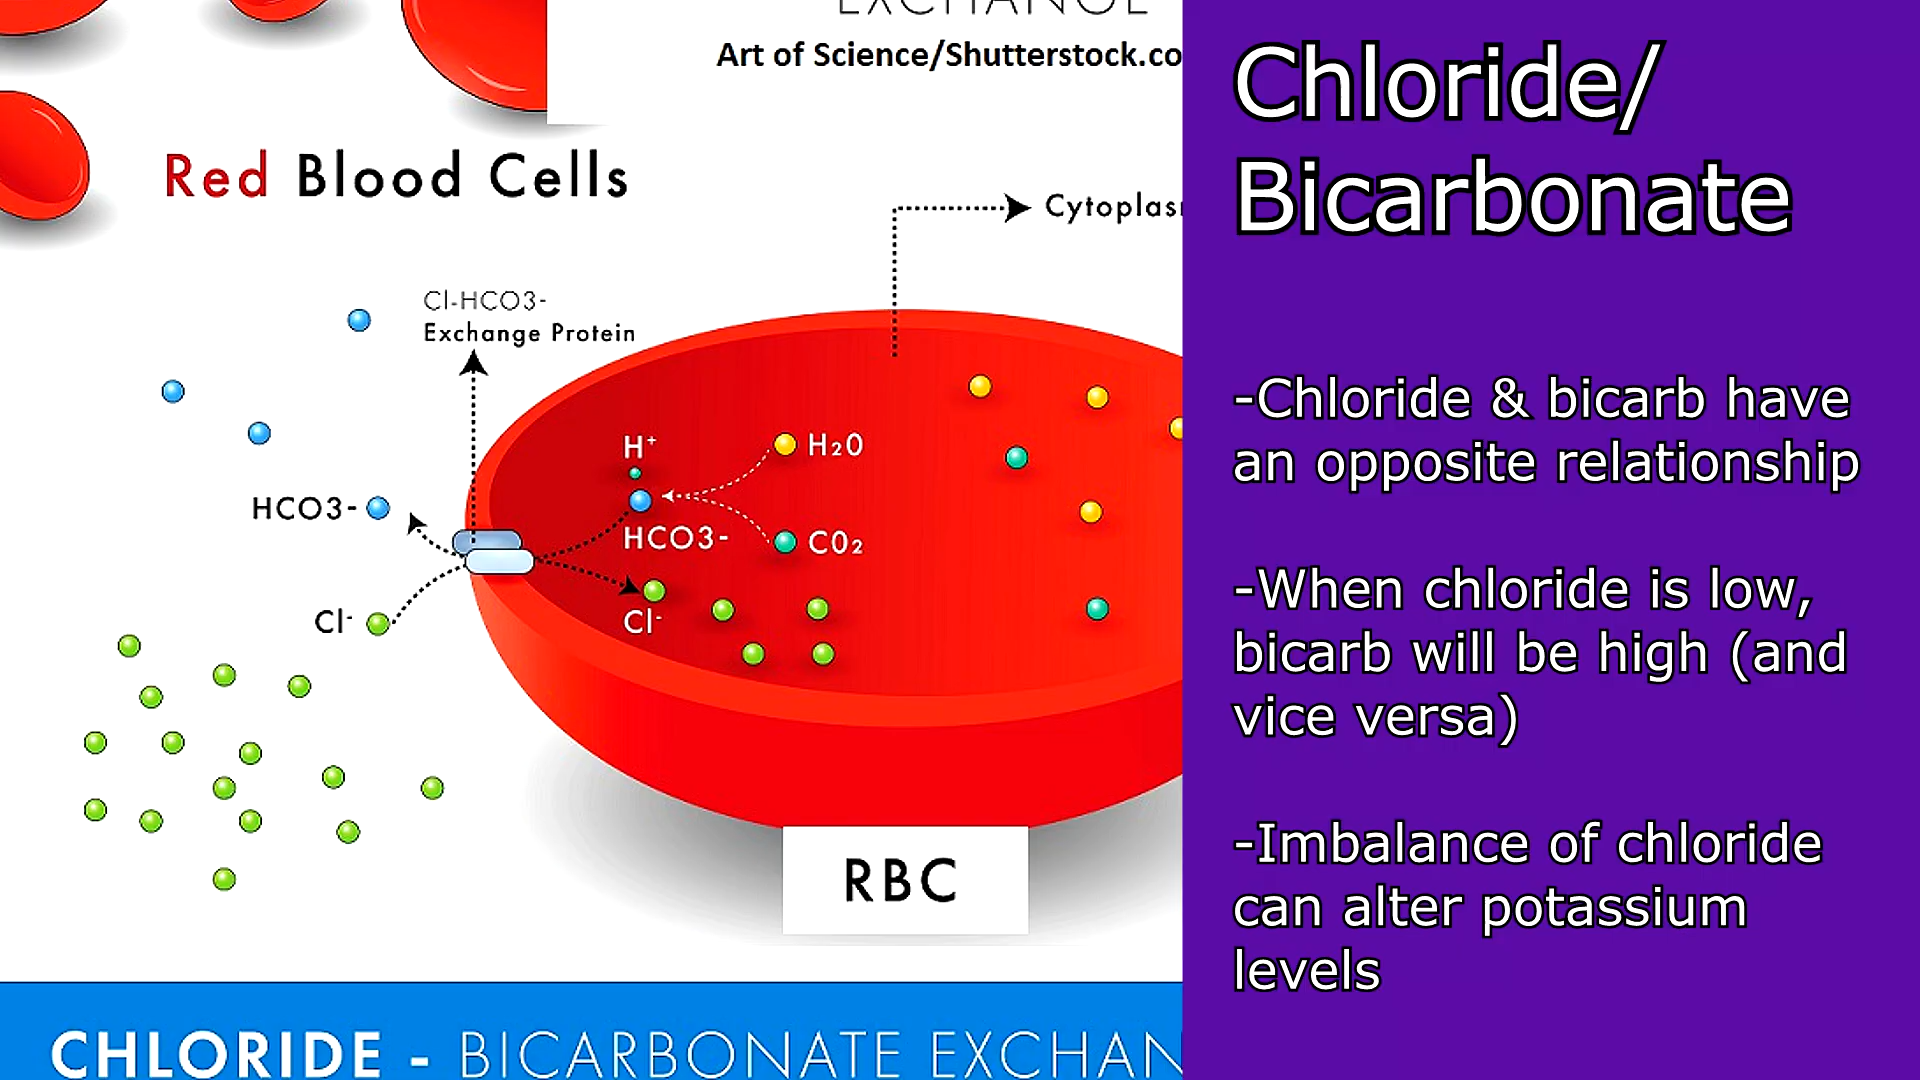 EXCHANGE
Art of Science/Shutterstock.co
Red Blood Cells
Cytoplasm
Cl-HCO3-
Exchange Protein
H⁺
H₂O
HCO3-
HCO3-
CO₂
Cl⁻
Cl⁻
RBC
CHLORIDE - BICARBONATE EXCHAN
Chloride/
Bicarbonate
-Chloride & bicarb have
an opposite relationship
-When chloride is low,
bicarb will be high (and
vice versa)
-Imbalance of chloride
can alter potassium
levels